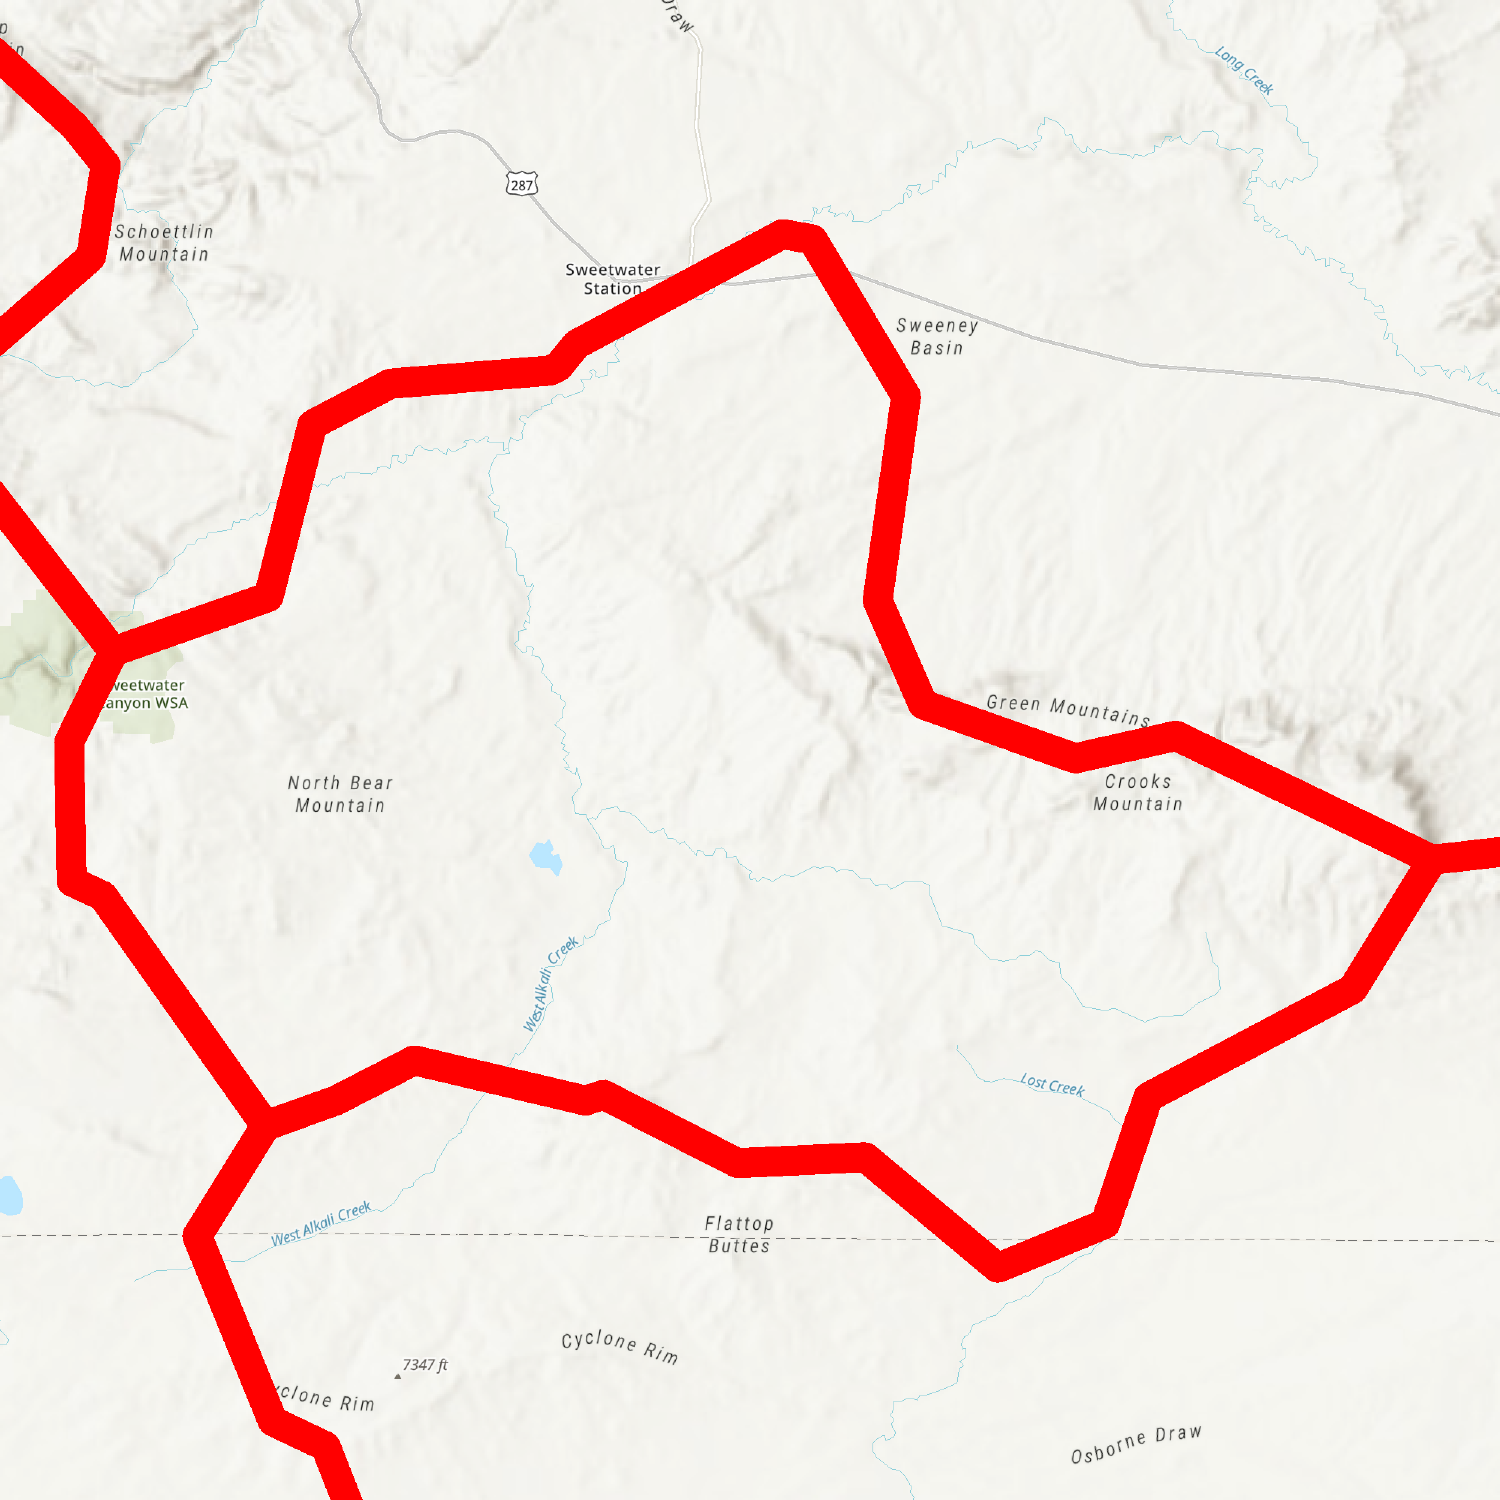 Draw
Long Creek
287
Schoettlin
Mountain
Sweetwater
Station
Sweeney
Basin
weetwater
anyon WSA
Green Mountains
North Bear
Mountain
Crooks
Mountain
West Alkali Creek
Lost Creek
West Alkali Creek
Flattop
Buttes
Cyclone Rim
7347 ft
yclone Rim
Osborne Draw